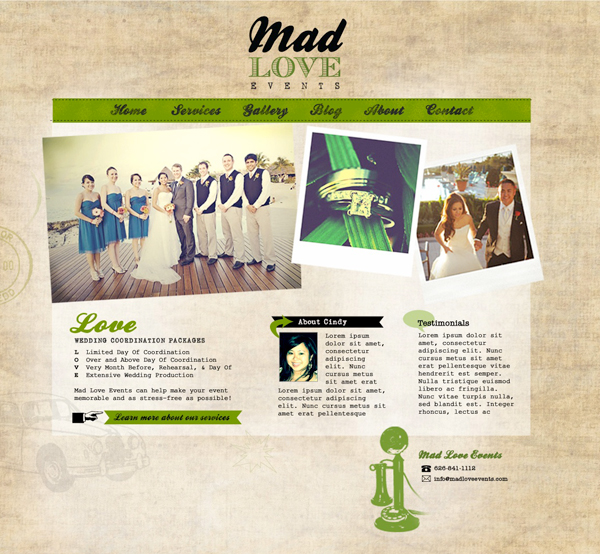 Mad
LOVE
EVENTS
Home Services Gallery Blog About Contact
Love
WEDDING COORDINATION PACKAGES
L Limited Day Of Coordination
O Over and Above Day Of Coordination
V Very Month Before, Rehearsal, & Day Of
E Extensive Wedding Production
Mad Love Events can help make your event
memorable and as stress-free as possible!
Learn more about our services
About Cindy
Lorem ipsum
dolor sit amet,
consectetur
adipiscing
elit. Vivamus
cursus metus
sit amet erat
Lorem ipsum dolor sit
amet, consectetur
adipiscing elit. Vivamus
cursus metus sit amet
Testimonials
Lorem ipsum dolor sit
amet, consectetur
adipiscing elit. Vivamus
cursus metus sit amet
erat pellentesque vitae
hendrerit est semper.
Nulla tristique euismod
libero ac fringilla.
Nunc vitae turpis nulla,
sed blandit est. Integer
rhoncus, lectus ac
Mad Love Events
626-841-1112
info@madloveevents.com